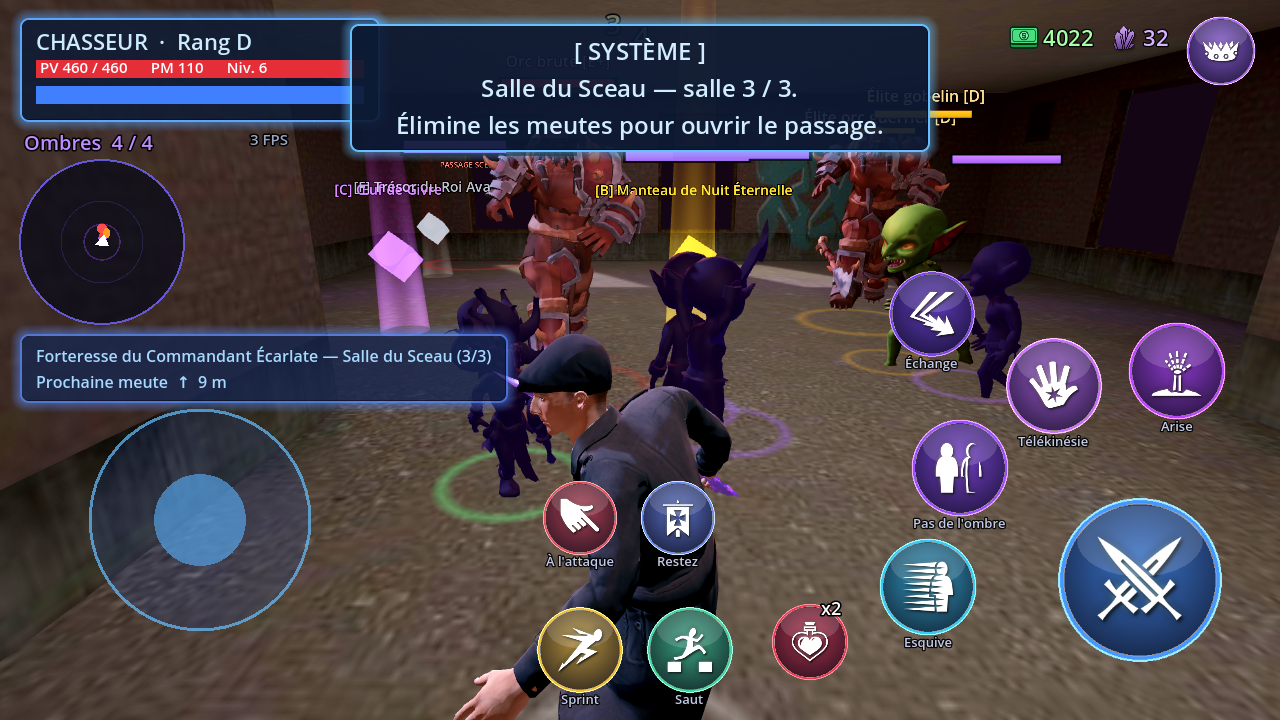 CHASSEUR · Rang D
PV 460 / 460 PM 110 Niv. 6
[ SYSTÈME ]
Salle du Sceau — salle 3 / 3.
Élimine les meutes pour ouvrir le passage.
4022
32
Ombres 4 / 4
3 FPS
Élite gobelin [D]
[B] Manteau de Nuit Éternelle
Forteresse du Commandant Écarlate — Salle du Sceau (3/3)
Prochaine meute ↑ 9 m
Échange
Télékinésie
Arise
Pas de l'ombre
À l'attaque
Restez
Esquive
x2
Sprint
Saut